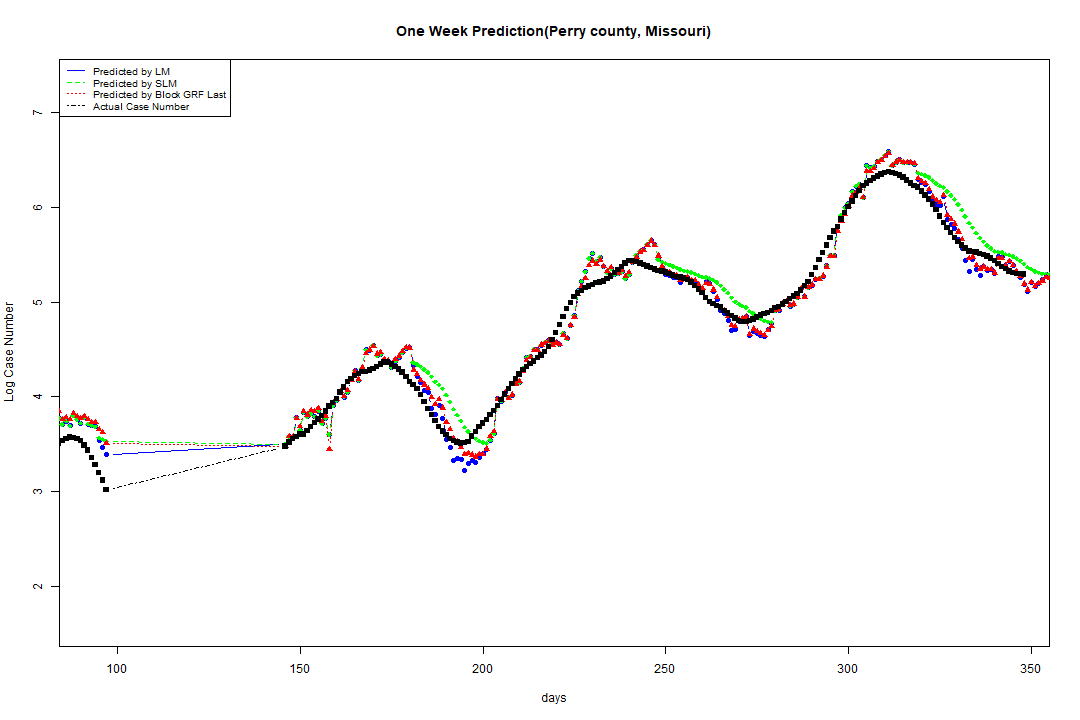 One Week Prediction(Perry county, Missouri)
Predicted by LM
Predicted by SLM
Predicted by Block GRF Last
Actual Case Number
Log Case Number
7
6
5
4
3
2
100 150 200 250 300 350
days